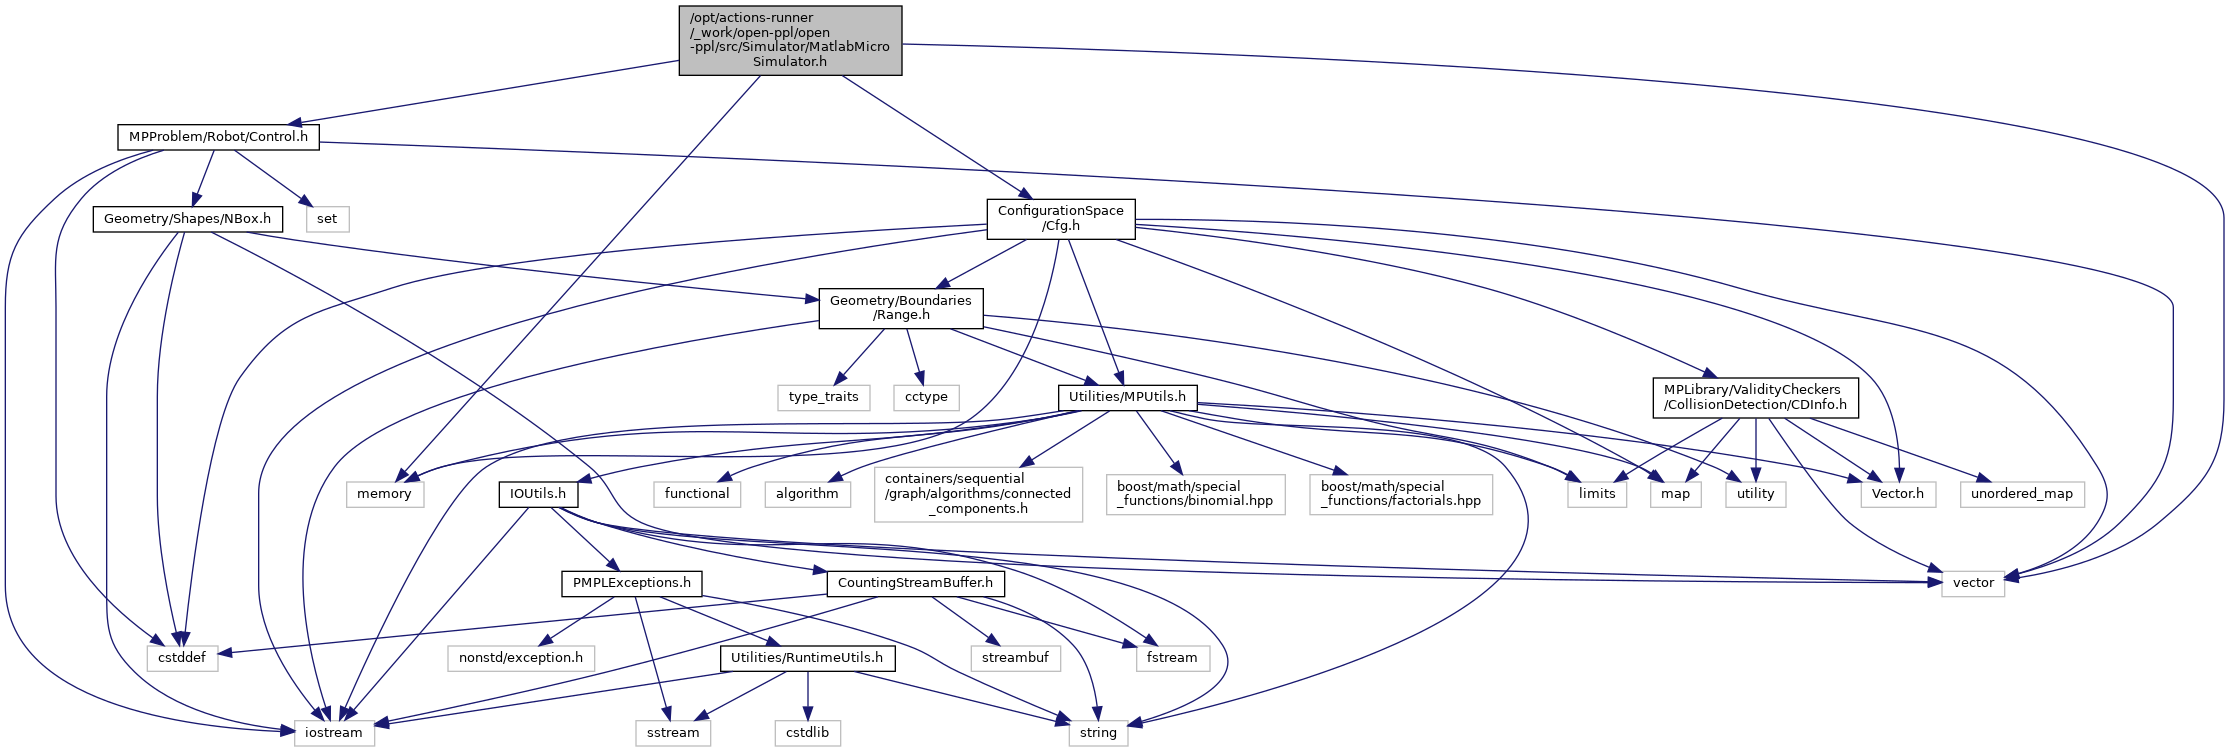 /opt/actions-runner
/_work/open-ppl/open
-ppl/src/Simulator/MatlabMicro
Simulator.h
MPProblem/Robot/Control.h
Geometry/Shapes/NBox.h
set
ConfigurationSpace
/Cfg.h
Geometry/Boundaries
/Range.h
type_traits
cctype
Utilities/MPUtils.h
MPLibrary/ValidityCheckers
/CollisionDetection/CDInfo.h
memory
IOUtils.h
functional
algorithm
containers/sequential
/graph/algorithms/connected
_components.h
boost/math/special
_functions/binomial.hpp
boost/math/special
_functions/factorials.hpp
limits
map
utility
Vector.h
unordered_map
PMPLExceptions.h
CountingStreamBuffer.h
vector
cstddef
nonstd/exception.h
Utilities/RuntimeUtils.h
streambuf
fstream
iostream
sstream
cstdlib
string